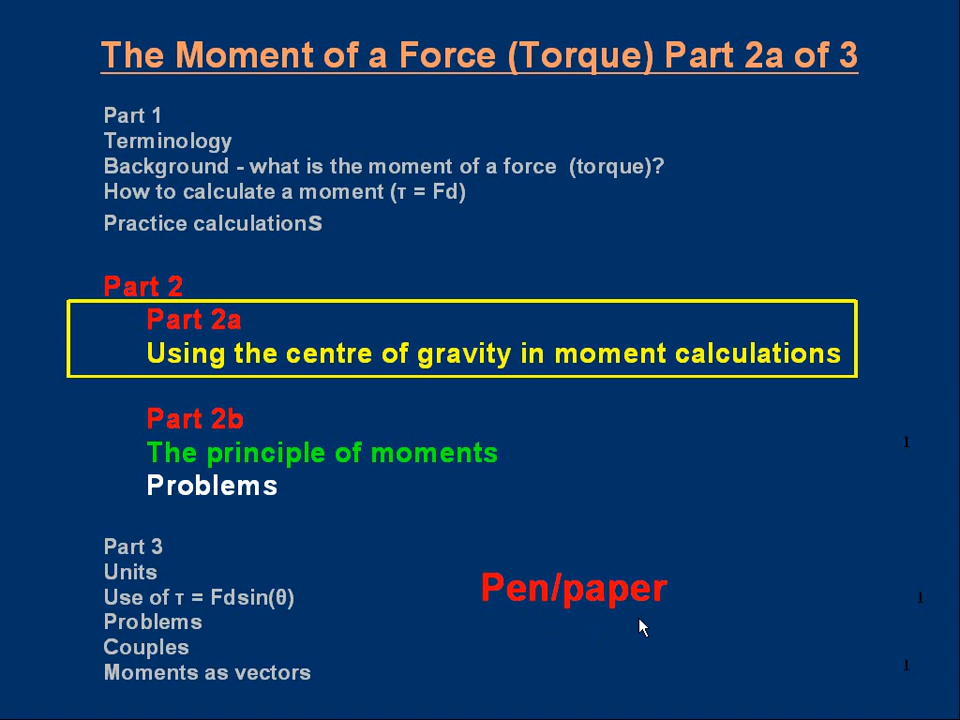 The Moment of a Force (Torque) Part 2a of 3
Part 1
Terminology
Background - what is the moment of a force  (torque)?
How to calculate a moment (τ = Fd)
Practice calculations
Part 2
Part 2a
Using the centre of gravity in moment calculations
Part 2b
1
The principle of moments
Problems
Part 3
Units
Pen/paper
Use of τ = Fdsin(θ)
1
Problems
Couples
1
Moments as vectors